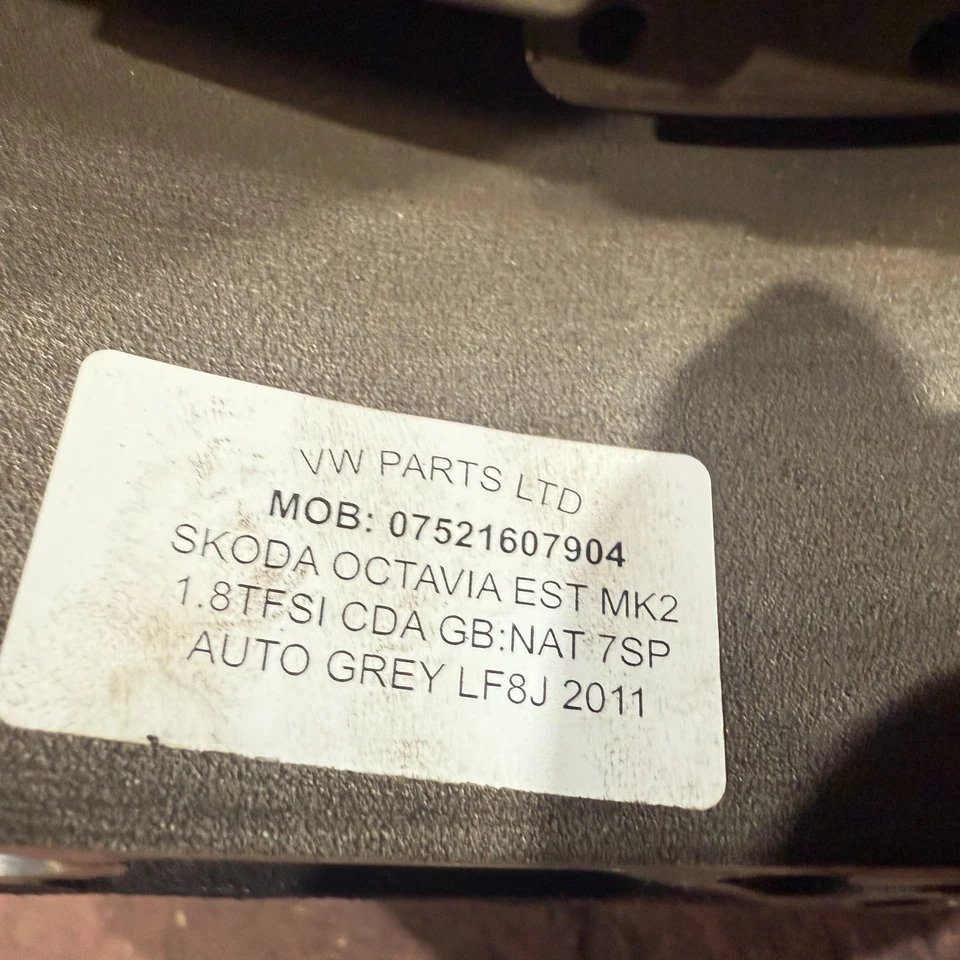 VW PARTS LTD
MOB: 07521607904
SKODA OCTAVIA EST MK2
1.8TFSI CDA GB:NAT 7SP
AUTO GREY LF8J 2011